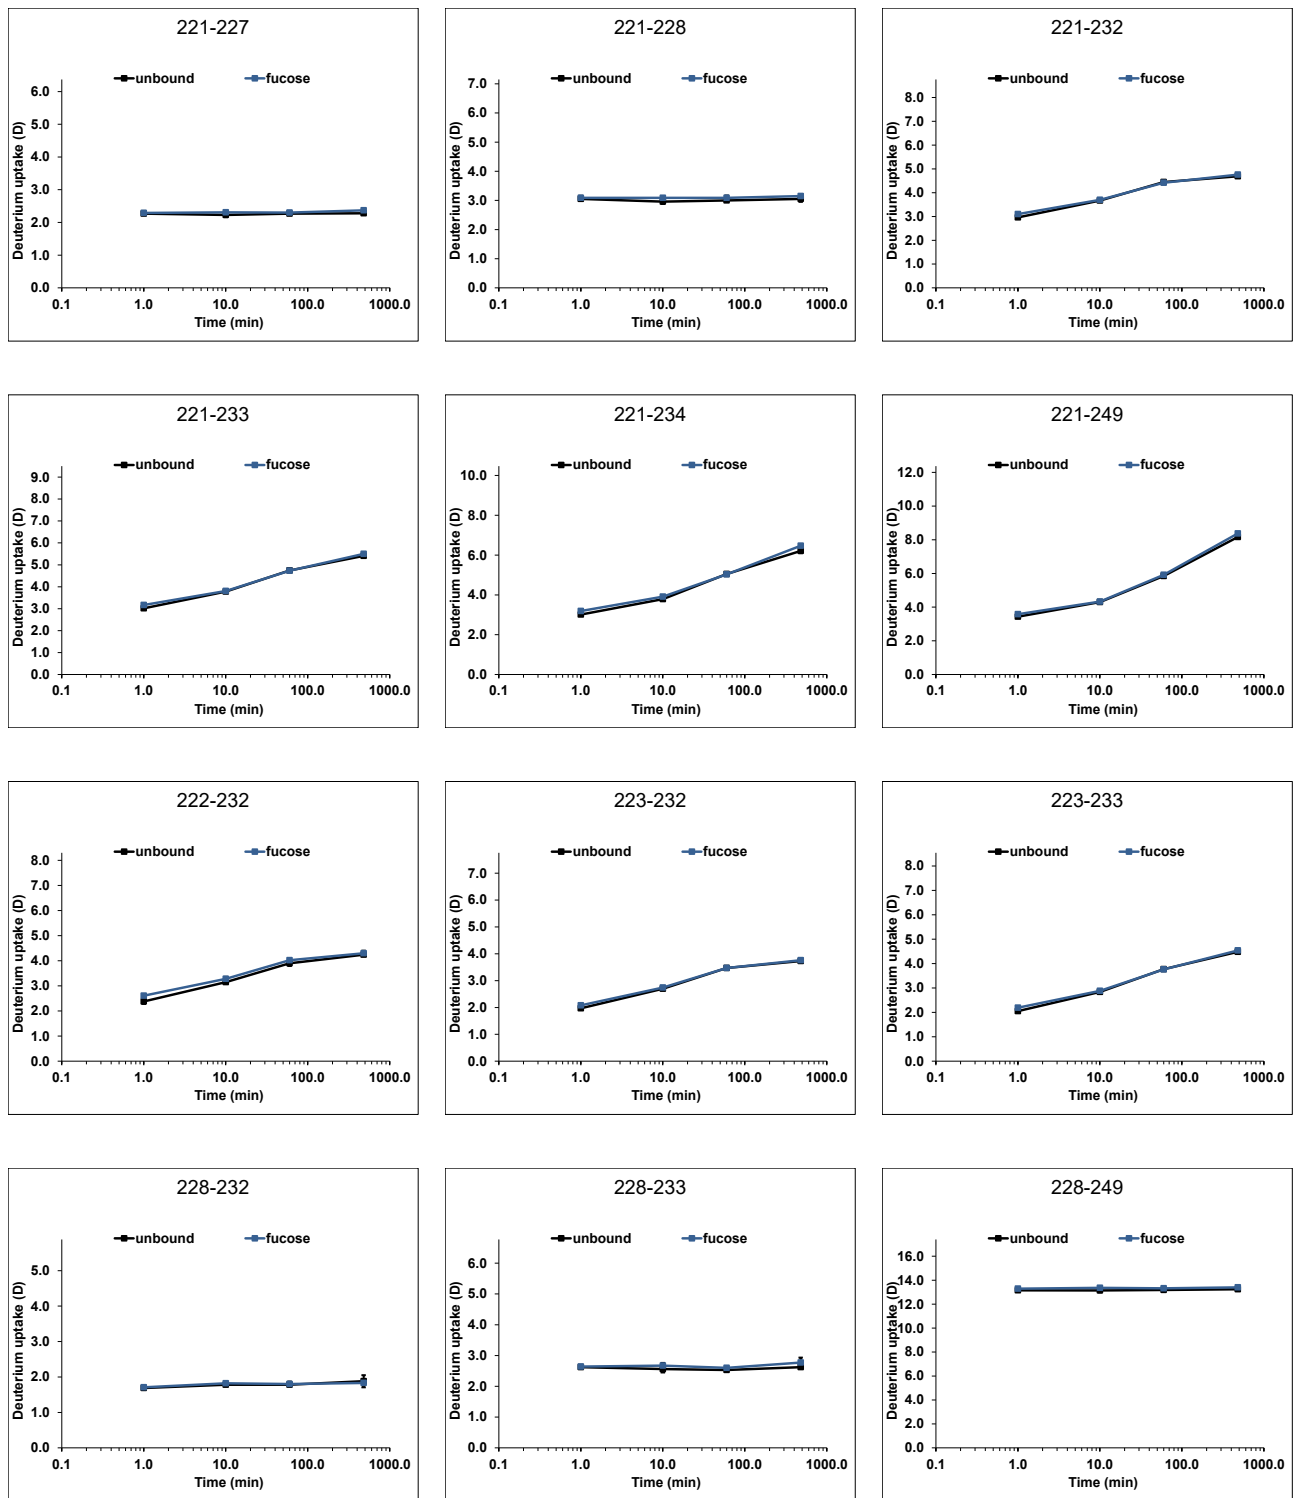 221-227
unbound fucose
Deuterium uptake (D)
6.0
5.0
4.0
3.0
2.0
1.0
0.0
0.1 1.0 10.0 100.0 1000.0
Time (min)
221-228
unbound fucose
Deuterium uptake (D)
7.0
6.0
5.0
4.0
3.0
2.0
1.0
0.0
0.1 1.0 10.0 100.0 1000.0
Time (min)
221-232
unbound fucose
Deuterium uptake (D)
8.0
7.0
6.0
5.0
4.0
3.0
2.0
1.0
0.0
0.1 1.0 10.0 100.0 1000.0
Time (min)
221-233
unbound fucose
Deuterium uptake (D)
9.0
8.0
7.0
6.0
5.0
4.0
3.0
2.0
1.0
0.0
0.1 1.0 10.0 100.0 1000.0
Time (min)
221-234
unbound fucose
Deuterium uptake (D)
10.0
8.0
6.0
4.0
2.0
0.0
0.1 1.0 10.0 100.0 1000.0
Time (min)
221-249
unbound fucose
Deuterium uptake (D)
12.0
10.0
8.0
6.0
4.0
2.0
0.0
0.1 1.0 10.0 100.0 1000.0
Time (min)
222-232
unbound fucose
Deuterium uptake (D)
8.0
7.0
6.0
5.0
4.0
3.0
2.0
1.0
0.0
0.1 1.0 10.0 100.0 1000.0
Time (min)
223-232
unbound fucose
Deuterium uptake (D)
7.0
6.0
5.0
4.0
3.0
2.0
1.0
0.0
0.1 1.0 10.0 100.0 1000.0
Time (min)
223-233
unbound fucose
Deuterium uptake (D)
8.0
7.0
6.0
5.0
4.0
3.0
2.0
1.0
0.0
0.1 1.0 10.0 100.0 1000.0
Time (min)
228-232
unbound fucose
Deuterium uptake (D)
5.0
4.0
3.0
2.0
1.0
0.0
0.1 1.0 10.0 100.0 1000.0
Time (min)
228-233
unbound fucose
Deuterium uptake (D)
6.0
5.0
4.0
3.0
2.0
1.0
0.0
0.1 1.0 10.0 100.0 1000.0
Time (min)
228-249
unbound fucose
Deuterium uptake (D)
16.0
14.0
12.0
10.0
8.0
6.0
4.0
2.0
0.0
0.1 1.0 10.0 100.0 1000.0
Time (min)